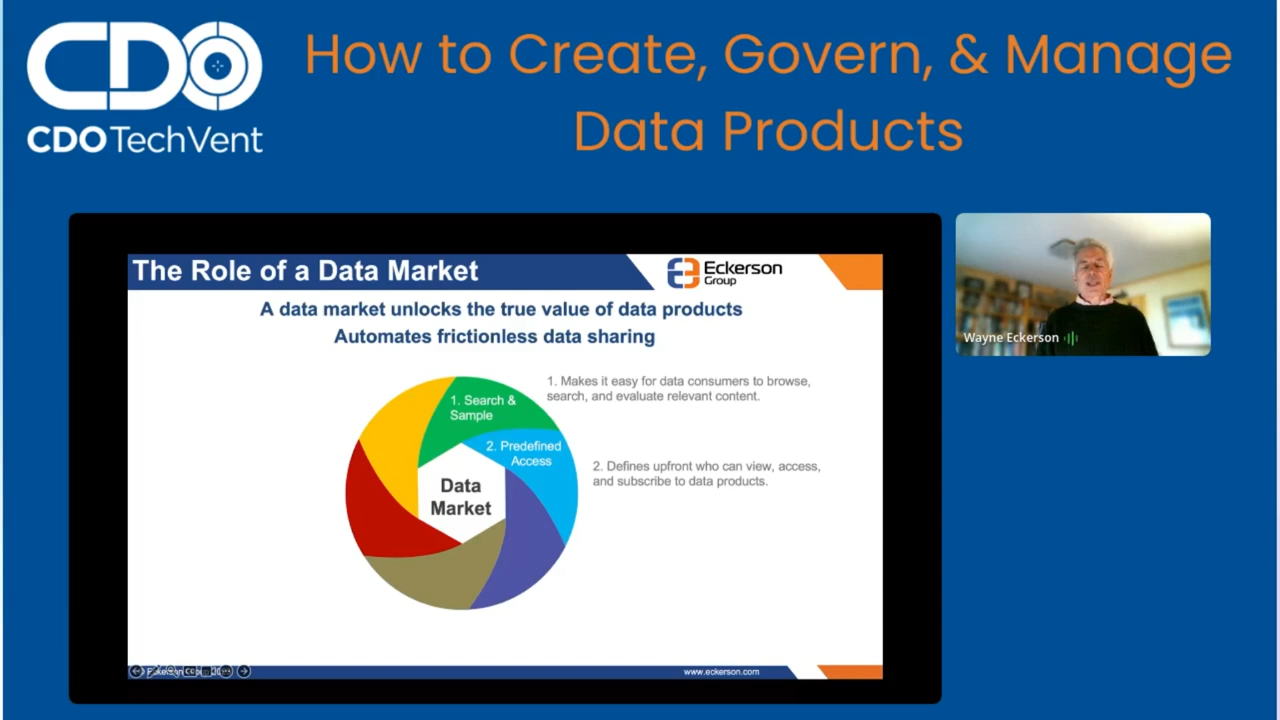 CDO
CDO TechVent
How to Create, Govern, & Manage
Data Products
The Role of a Data Market
Eckerson
Group
A data market unlocks the true value of data products
Automates frictionless data sharing
1. Makes it easy for data consumers to browse,
search, and evaluate relevant content.
1. Search &
Sample
2. Predefined
Access
2. Defines upfront who can view, access,
and subscribe to data products.
Data
Market
www.eckerson.com
Wayne Eckerson